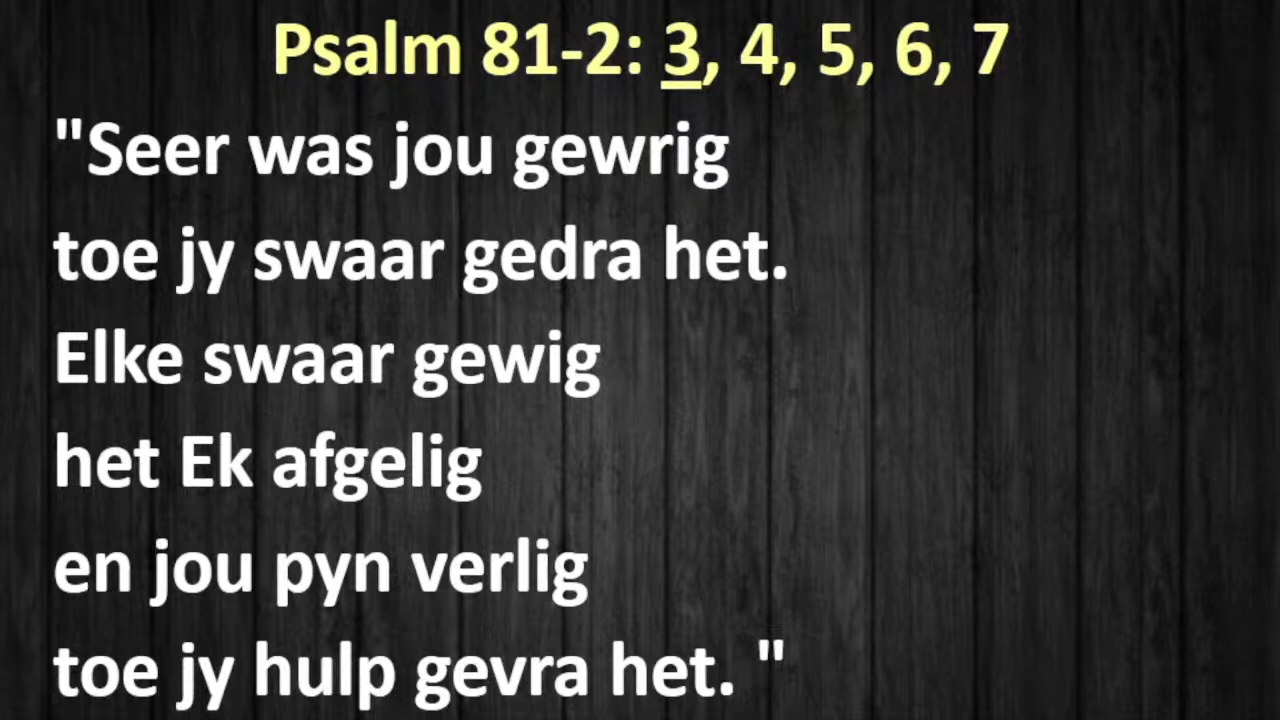 Psalm 81-2: 3, 4, 5, 6, 7
"Seer was jou gewrig
toe jy swaar gedra het.
Elke swaar gewig
het Ek afgelig
en jou pyn verlig
toe jy hulp gevra het. "